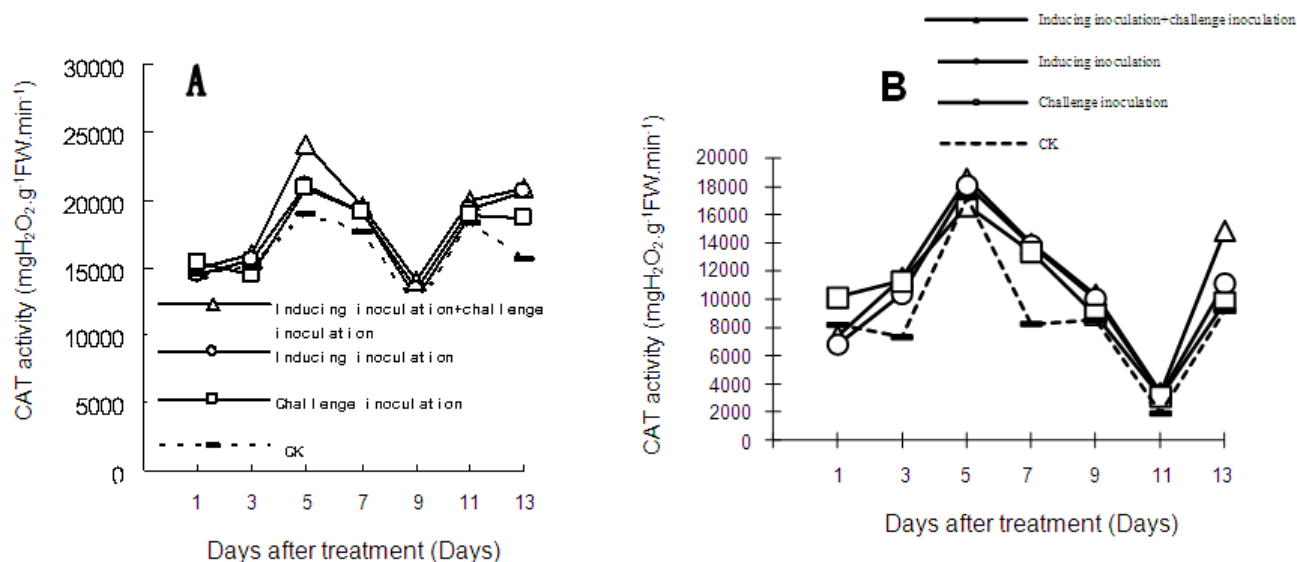 A
30000
25000
20000
15000
10000
5000
0
CAT activity (mgH₂O₂.g⁻¹FW.min⁻¹)
Inducing inoculation+challenge
inoculation
Inducing inoculation
Challenge inoculation
CK
1 3 5 7 9 11 13
Days after treatment (Days)
Inducing inoculation+challenge inoculation
Inducing inoculation
Challenge inoculation
CK
B
20000
18000
16000
14000
12000
10000
8000
6000
4000
2000
0
CAT activity (mgH₂O₂.g⁻¹FW.min⁻¹)
1 3 5 7 9 11 13
Days after treatment (Days)